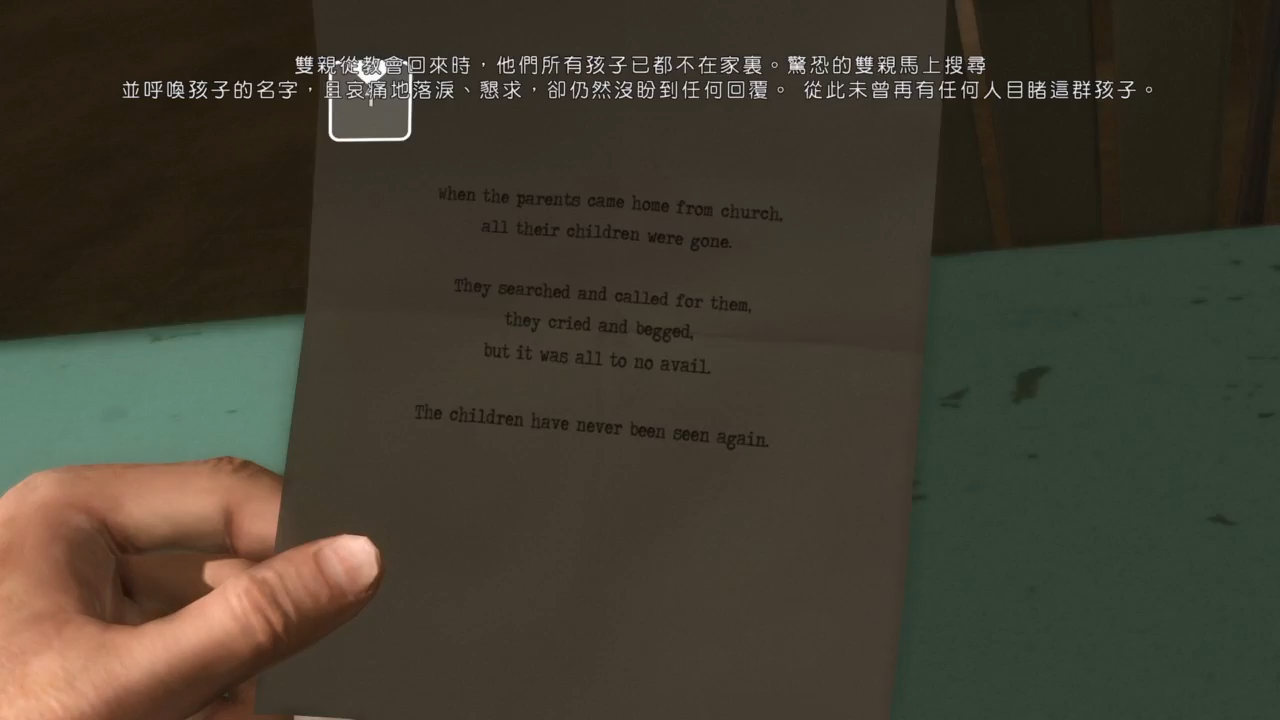 雙親從教會回來時，他們所有孩子已都不在家裏。驚恐的雙親馬上搜尋
並呼喚孩子的名字，且哀痛地落淚、懇求，卻仍然沒盼到任何回覆。 從此未曾再有任何人目睹這群孩子。
When the parents came home from church,
all their children were gone.
They searched and called for them,
they cried and begged,
but it was all to no avail.
The children have never been seen again.